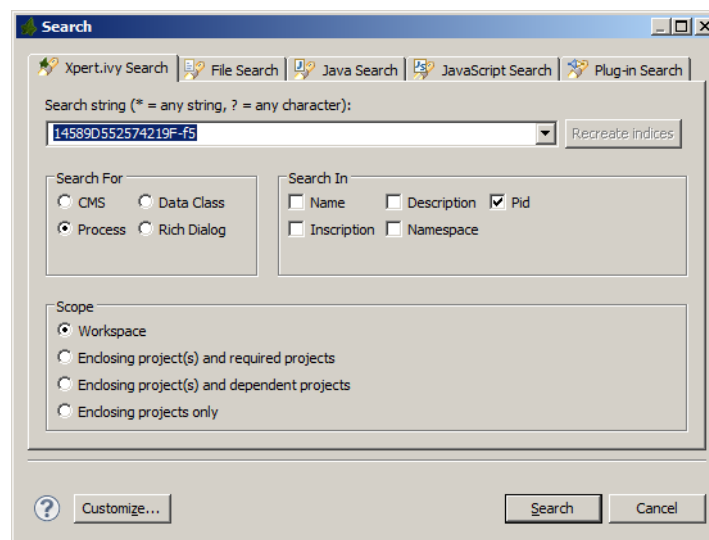 Search
Xpert.ivy Search File Search Java Search JavaScript Search Plug-in Search
Search string (* = any string, ? = any character):
14589D552574219F-f5 Recreate indices
Search For Search In
CMS Data Class Name Description Pid
Process Rich Dialog Inscription Namespace
Scope
Workspace
Enclosing project(s) and required projects
Enclosing project(s) and dependent projects
Enclosing projects only
? Customize... Search Cancel